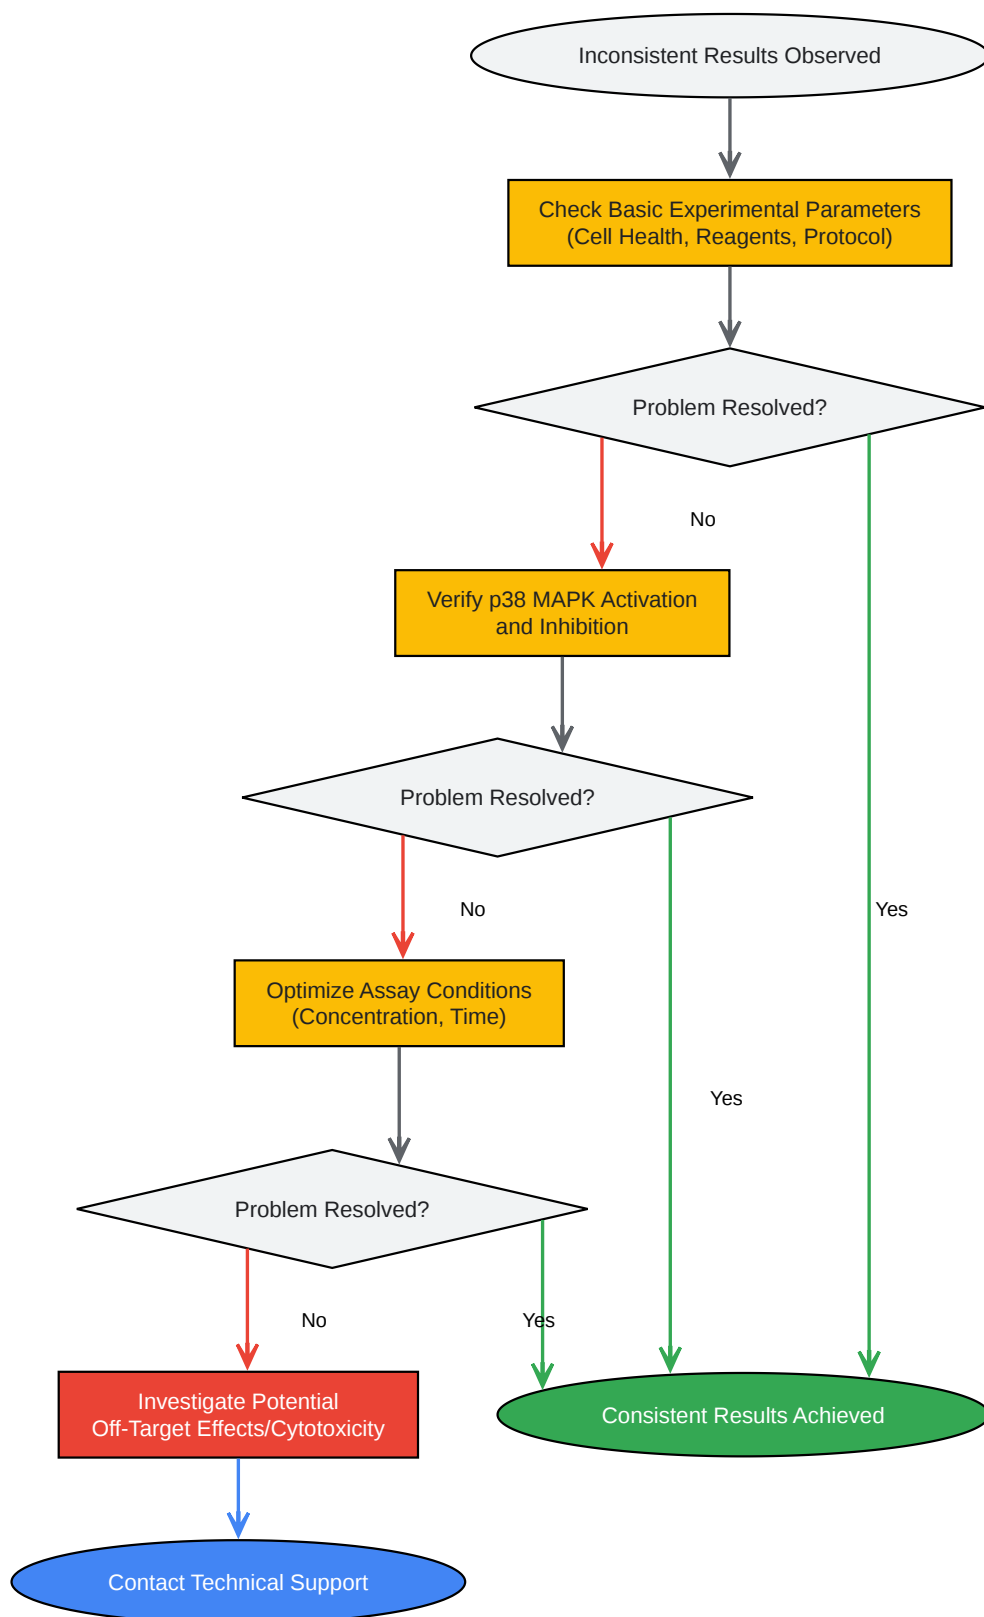 Inconsistent Results Observed
Check Basic Experimental Parameters
(Cell Health, Reagents, Protocol)
Problem Resolved?
No
Verify p38 MAPK Activation
and Inhibition
Problem Resolved?
No
Yes
Optimize Assay Conditions
(Concentration, Time)
Yes
Problem Resolved?
No
Yes
Investigate Potential
Off-Target Effects/Cytotoxicity
Consistent Results Achieved
Contact Technical Support